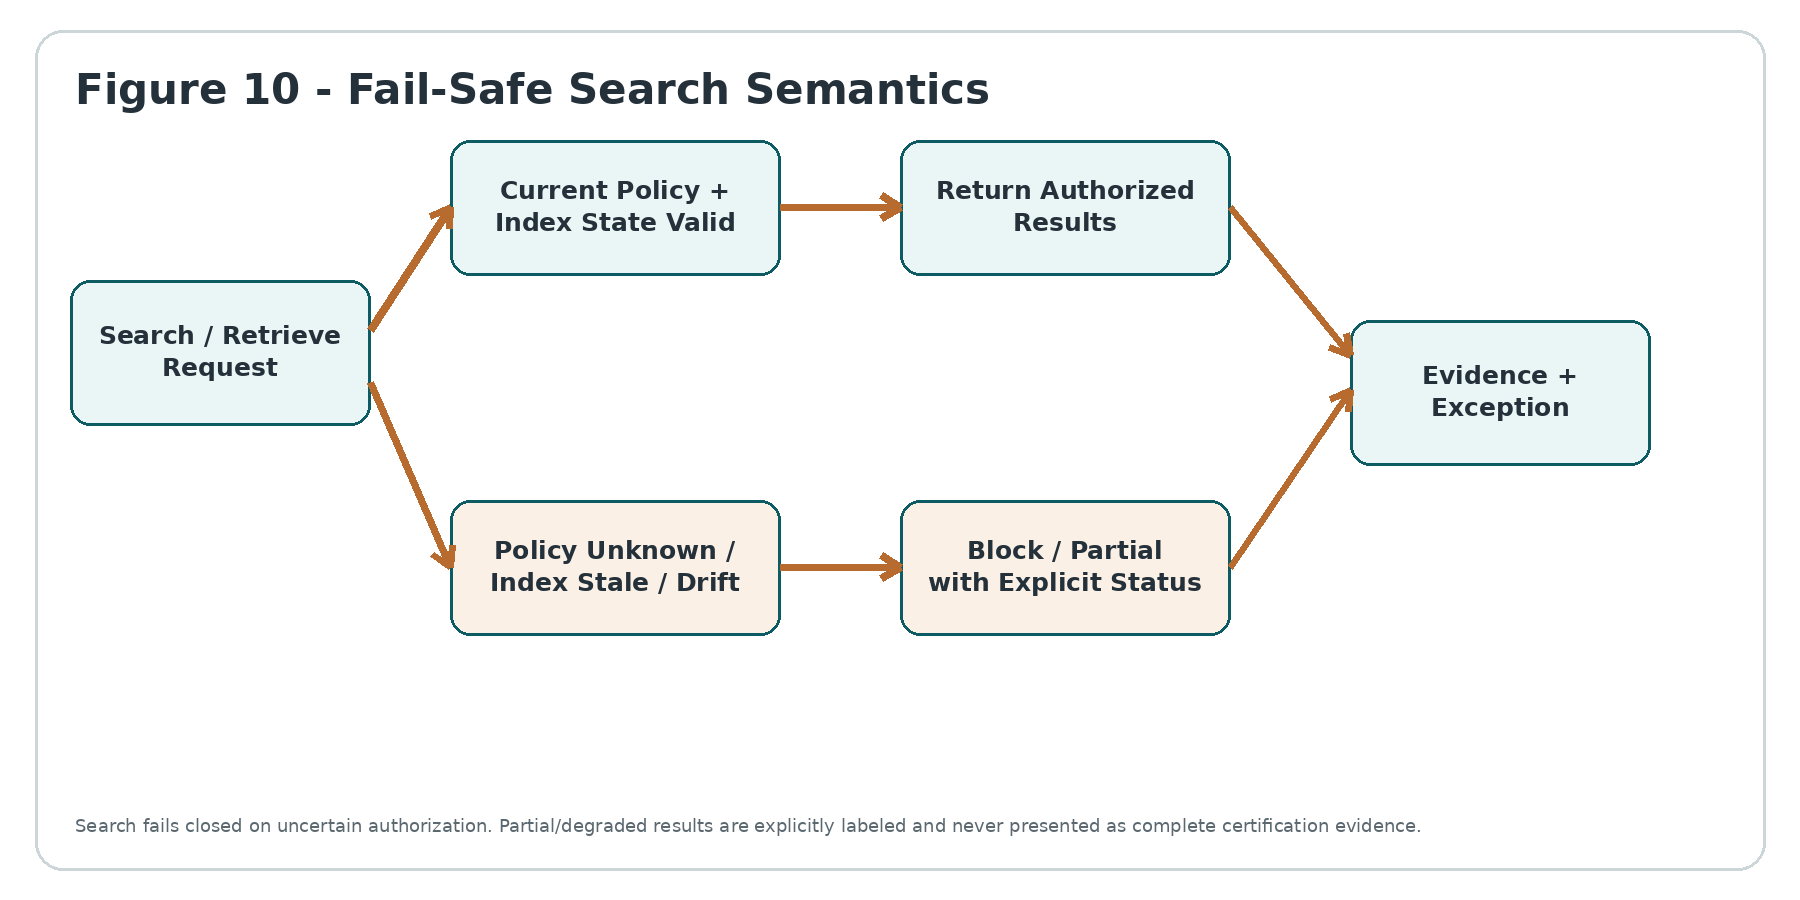 Figure 10 - Fail-Safe Search Semantics
Current Policy +
Index State Valid
Return Authorized
Results
Search / Retrieve
Request
Evidence +
Exception
Policy Unknown /
Index Stale / Drift
Block / Partial
with Explicit Status
Search fails closed on uncertain authorization. Partial/degraded results are explicitly labeled and never presented as complete certification evidence.